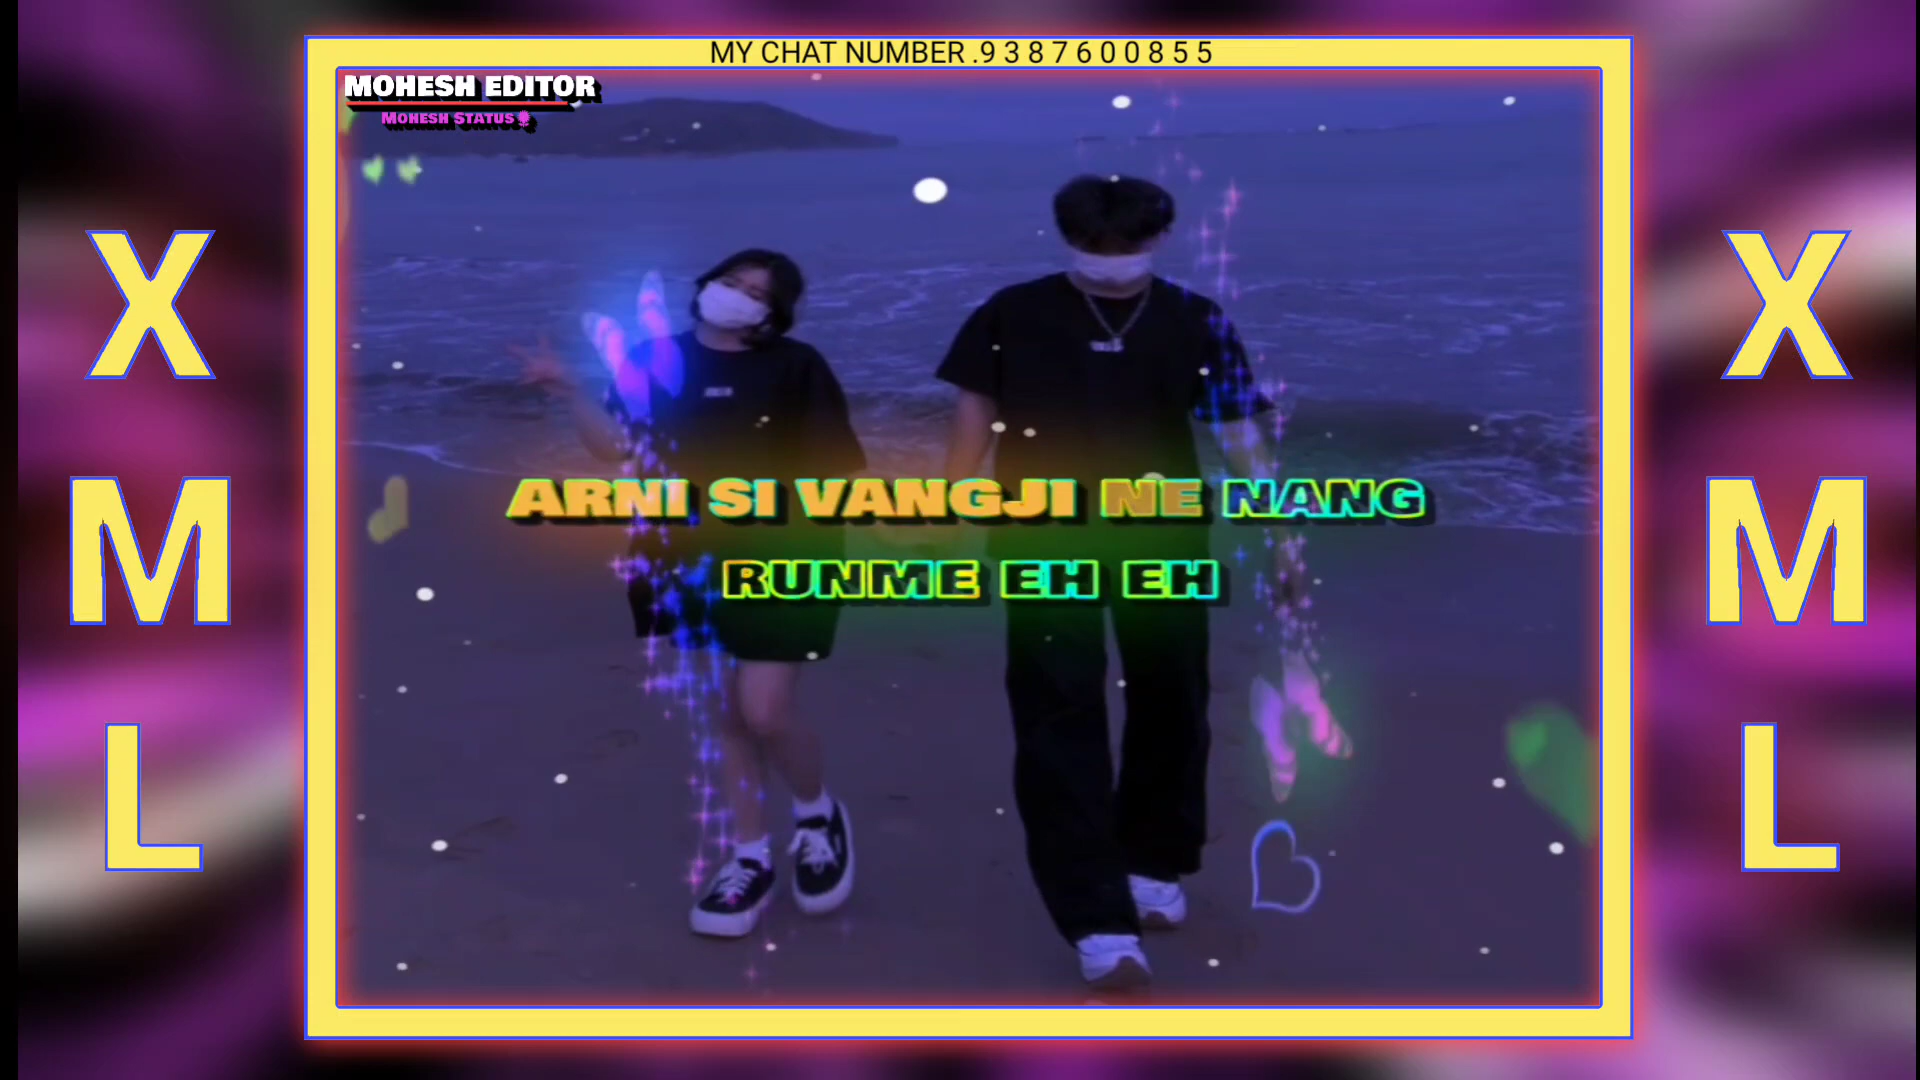 MY CHAT NUMBER .9 3 8 7 6 0 0 8 5 5
MOHESH EDITOR
MOHESH STATUS
X
M
L
ARNI SI VANGJI NE NANG
RUNME EH EH
X
M
L